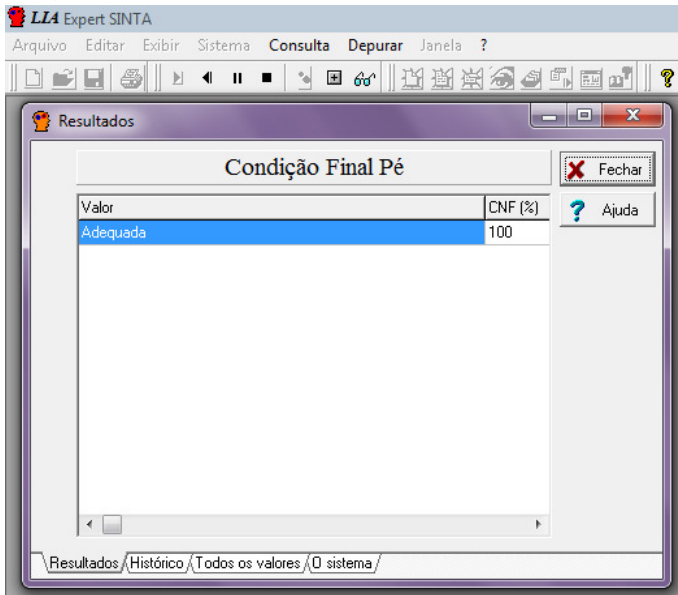 LIA Expert SINTA
Arquivo Editar Exibir Sistema Consulta Depurar Janela ?
Resultados
Condição Final Pé
Fechar
Valor CNF (%)
Ajuda
Adequada 100
Resultados Histórico Todos os valores O sistema